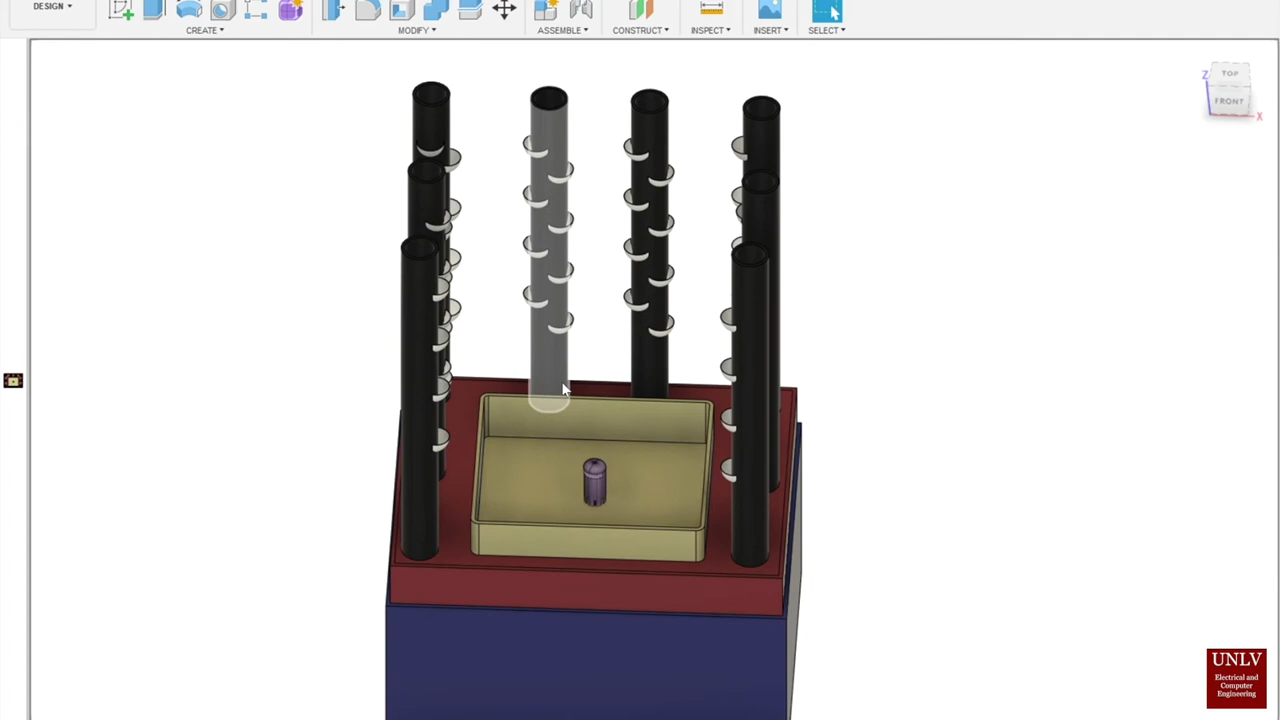 DESIGN
CREATE MODIFY ASSEMBLE CONSTRUCT INSPECT INSERT SELECT
TOP
Z
FRONT
X
UNLV
Electrical and
Computer
Engineering